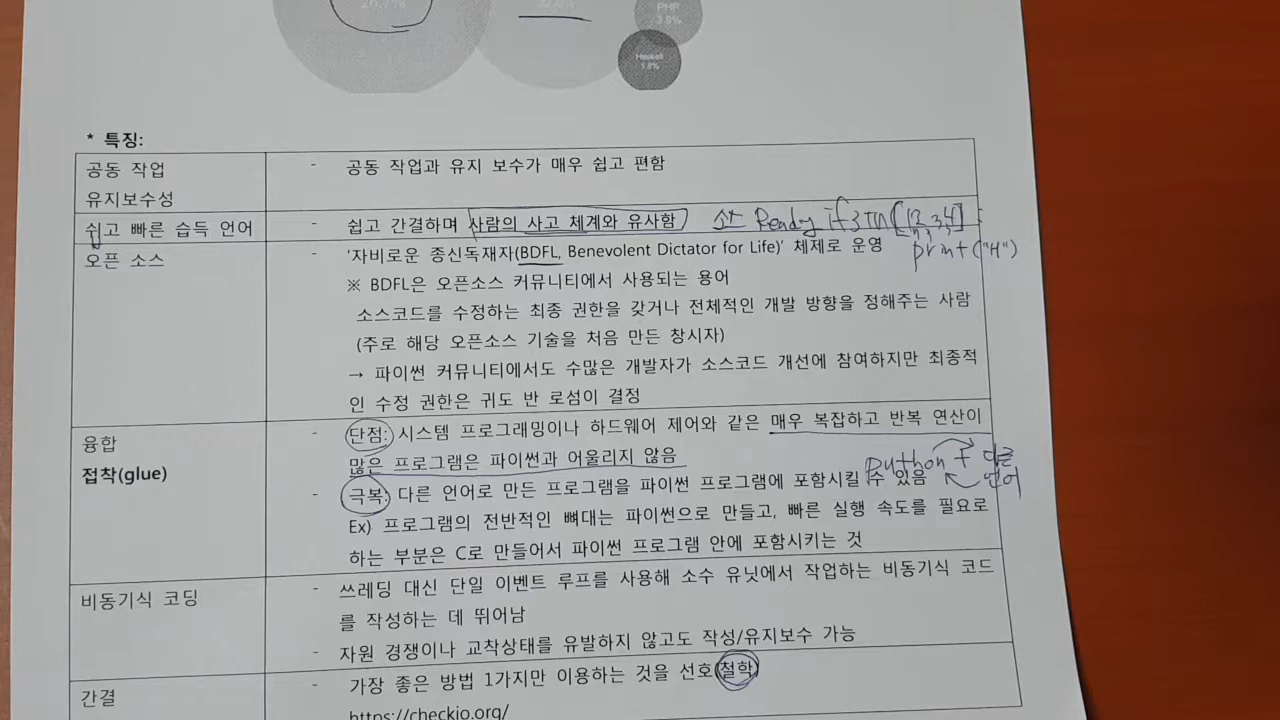 26.7%
PHP
3.8%
Haskell
1.8%
* 특징:
공동 작업
유지보수성
- 공동 작업과 유지 보수가 매우 쉽고 편함
쉽고 빠른 습득 언어
- 쉽고 간결하며 사람의 사고 체계와 유사함 Ready if 3 in [1,2,3,4]
print("H")
오픈 소스
- ‘자비로운 종신독재자(BDFL, Benevolent Dictator for Life)’ 체제로 운영
※ BDFL은 오픈소스 커뮤니티에서 사용되는 용어
소스코드를 수정하는 최종 권한을 갖거나 전체적인 개발 방향을 정해주는 사람
(주로 해당 오픈소스 기술을 처음 만든 창시자)
→ 파이썬 커뮤니티에서도 수많은 개발자가 소스코드 개선에 참여하지만 최종적
인 수정 권한은 귀도 반 로섬이 결정
융합
접착(glue)
- 단점: 시스템 프로그래밍이나 하드웨어 제어와 같은 매우 복잡하고 반복 연산이
많은 프로그램은 파이썬과 어울리지 않음
python + 다른
언어
- 극복: 다른 언어로 만든 프로그램을 파이썬 프로그램에 포함시킬 수 있음
Ex) 프로그램의 전반적인 뼈대는 파이썬으로 만들고, 빠른 실행 속도를 필요로
하는 부분은 C로 만들어서 파이썬 프로그램 안에 포함시키는 것
비동기식 코딩
- 쓰레딩 대신 단일 이벤트 루프를 사용해 소수 유닛에서 작업하는 비동기식 코드
를 작성하는 데 뛰어남
- 자원 경쟁이나 교착상태를 유발하지 않고도 작성/유지보수 가능
간결
- 가장 좋은 방법 1가지만 이용하는 것을 선호 철학
https://checkio.org/